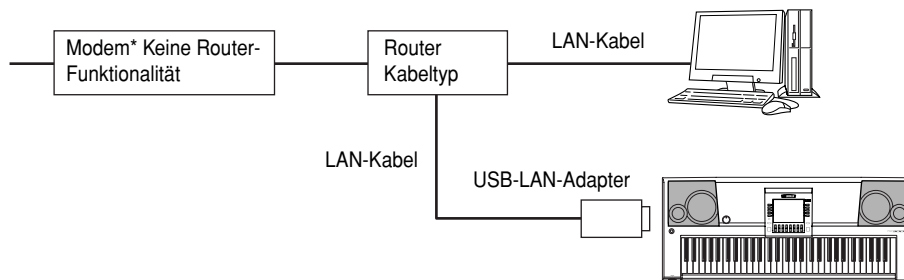 Modem* Keine Router-
Funktionalität
Router
Kabeltyp
LAN-Kabel
LAN-Kabel
USB-LAN-Adapter